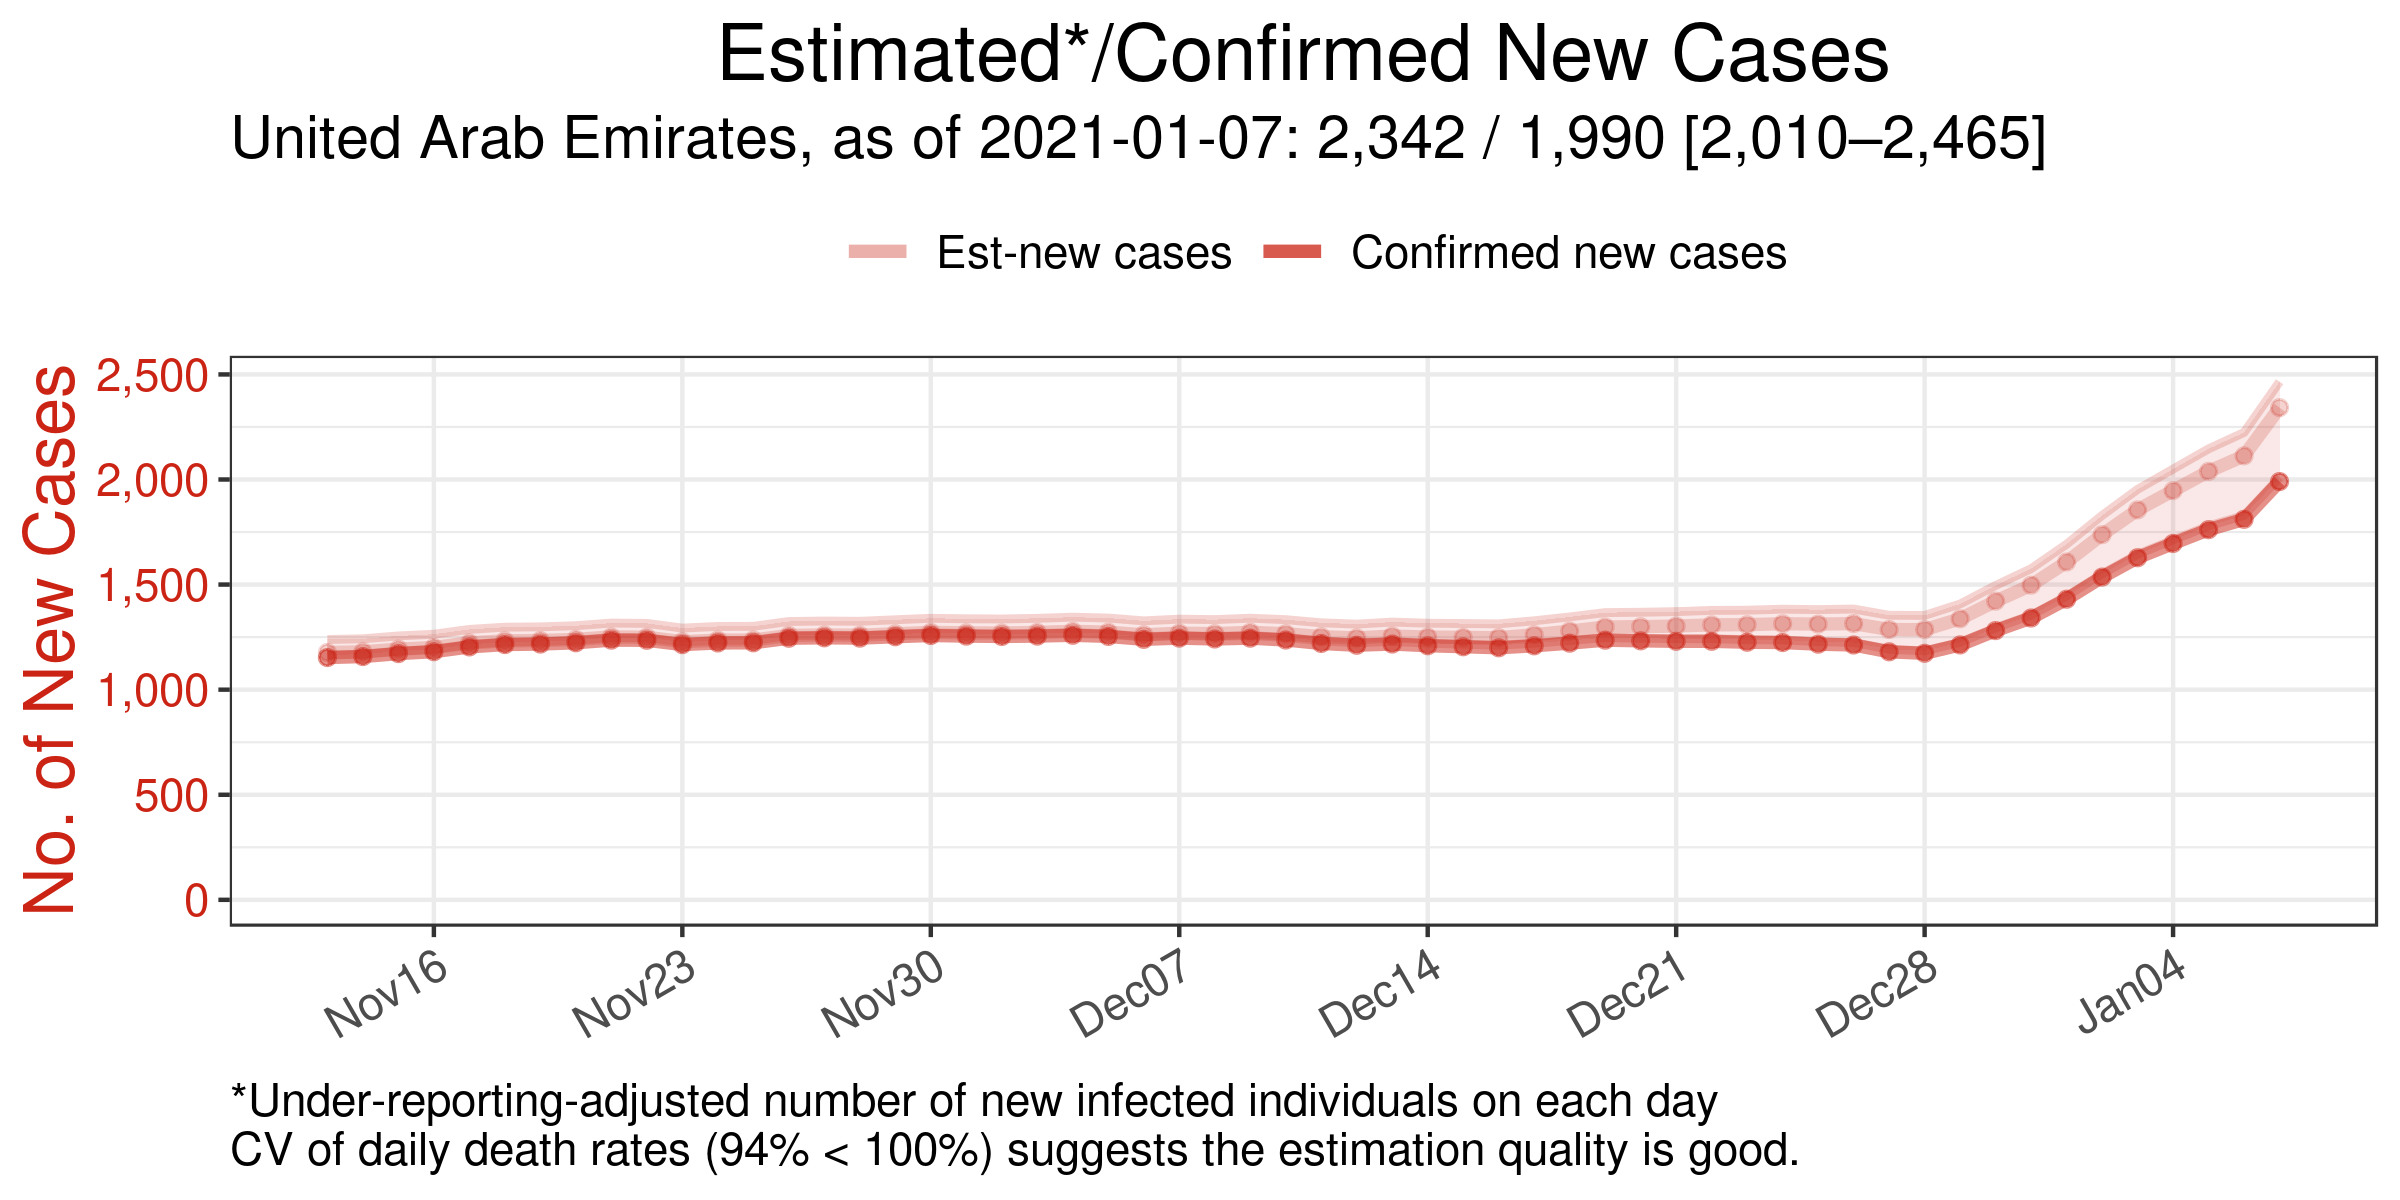 Estimated*/Confirmed New Cases
United Arab Emirates, as of 2021-01-07: 2,342 / 1,990 [2,010–2,465]
Est-new cases
Confirmed new cases
No. of New Cases
2,500
2,000
1,500
1,000
500
0
Nov16
Nov23
Nov30
Dec07
Dec14
Dec21
Dec28
Jan04
*Under-reporting-adjusted number of new infected individuals on each day
CV of daily death rates (94% < 100%) suggests the estimation quality is good.